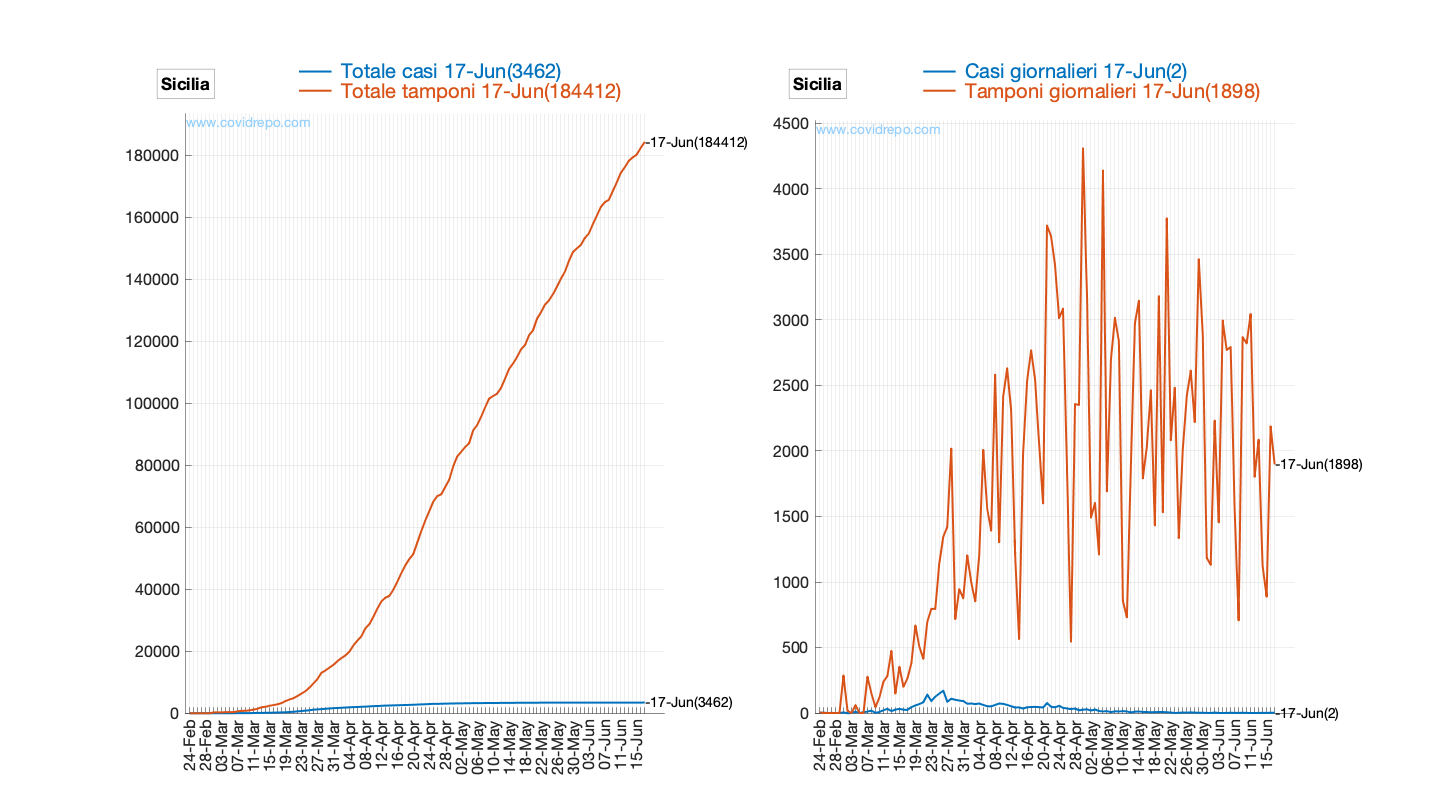 Sicilia
Totale casi 17-Jun(3462)
Totale tamponi 17-Jun(184412)
www.covidrepo.com
180000
160000
140000
120000
100000
80000
60000
40000
20000
0
17-Jun(184412)
17-Jun(3462)
24-Feb
28-Feb
03-Mar
07-Mar
11-Mar
15-Mar
19-Mar
23-Mar
27-Mar
31-Mar
04-Apr
08-Apr
12-Apr
16-Apr
20-Apr
24-Apr
28-Apr
02-May
06-May
10-May
14-May
18-May
22-May
26-May
30-May
03-Jun
07-Jun
11-Jun
15-Jun
Sicilia
Casi giornalieri 17-Jun(2)
Tamponi giornalieri 17-Jun(1898)
www.covidrepo.com
4500
4000
3500
3000
2500
2000
1500
1000
500
0
17-Jun(1898)
17-Jun(2)
24-Feb
28-Feb
03-Mar
07-Mar
11-Mar
15-Mar
19-Mar
23-Mar
27-Mar
31-Mar
04-Apr
08-Apr
12-Apr
16-Apr
20-Apr
24-Apr
28-Apr
02-May
06-May
10-May
14-May
18-May
22-May
26-May
30-May
03-Jun
07-Jun
11-Jun
15-Jun